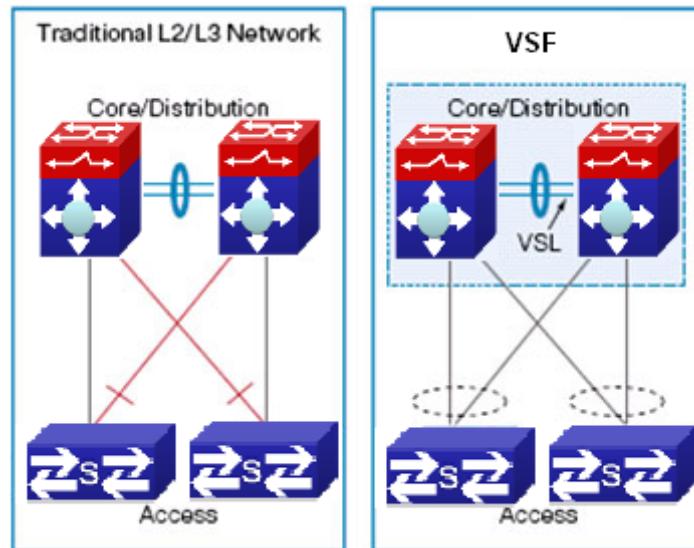 Traditional L2/L3 Network
Core/Distribution
S
S
Access
VSF
Core/Distribution
VSL
S
S
Access